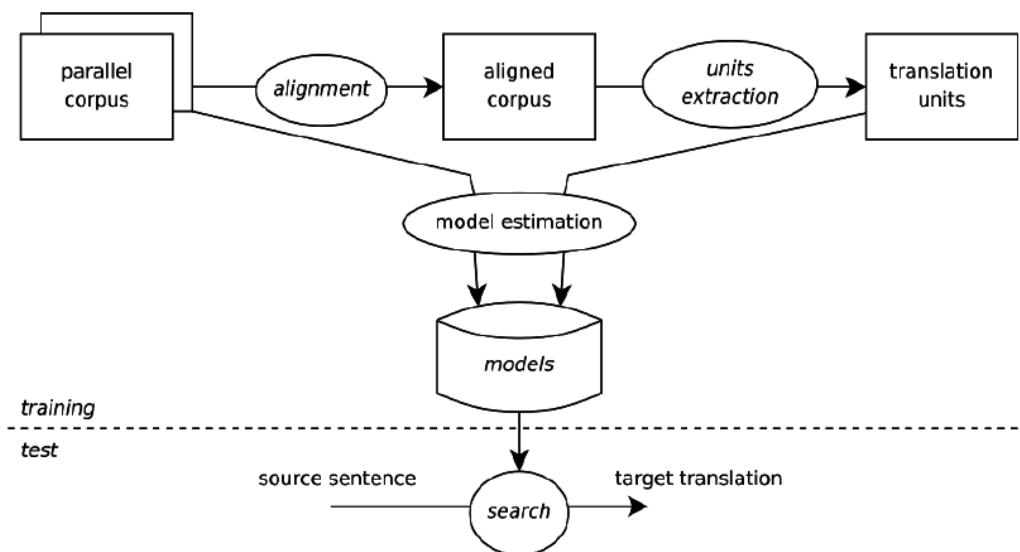 parallel
corpus
alignment
aligned
corpus
units
extraction
translation
units
model estimation
models
training
test
source sentence
target translation
search